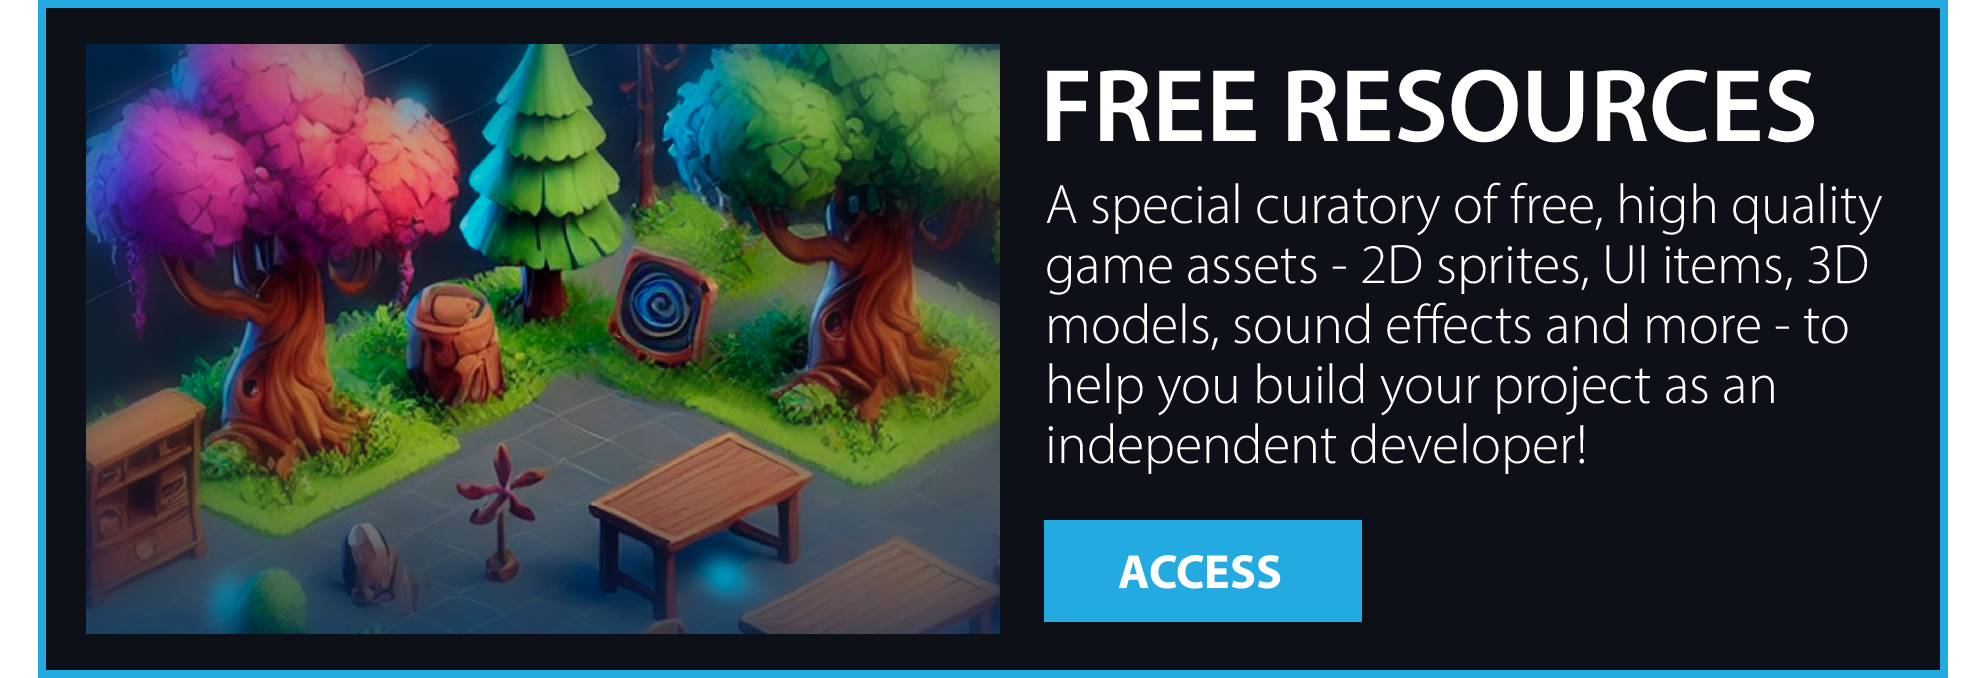 FREE RESOURCES
A special curatory of free, high quality
game assets - 2D sprites, UI items, 3D
models, sound effects and more - to
help you build your project as an
independent developer!
ACCESS